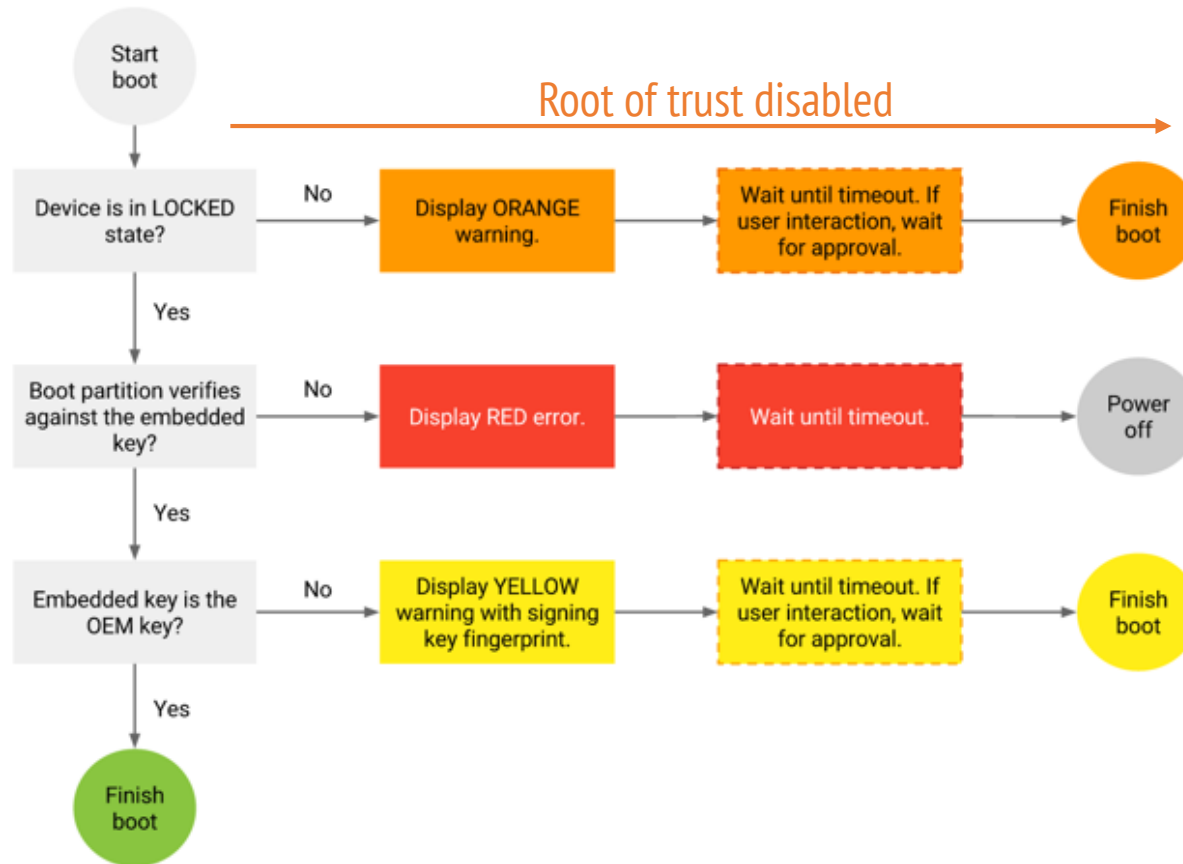 Start
boot
Root of trust disabled
Device is in LOCKED
state?
No
Display ORANGE
warning.
Wait until timeout. If
user interaction, wait
for approval.
Finish
boot
Yes
Boot partition verifies
against the embedded
key?
No
Display RED error.
Wait until timeout.
Power
off
Yes
Embedded key is the
OEM key?
No
Display YELLOW
warning with signing
key fingerprint.
Wait until timeout. If
user interaction, wait
for approval.
Finish
boot
Yes
Finish
boot